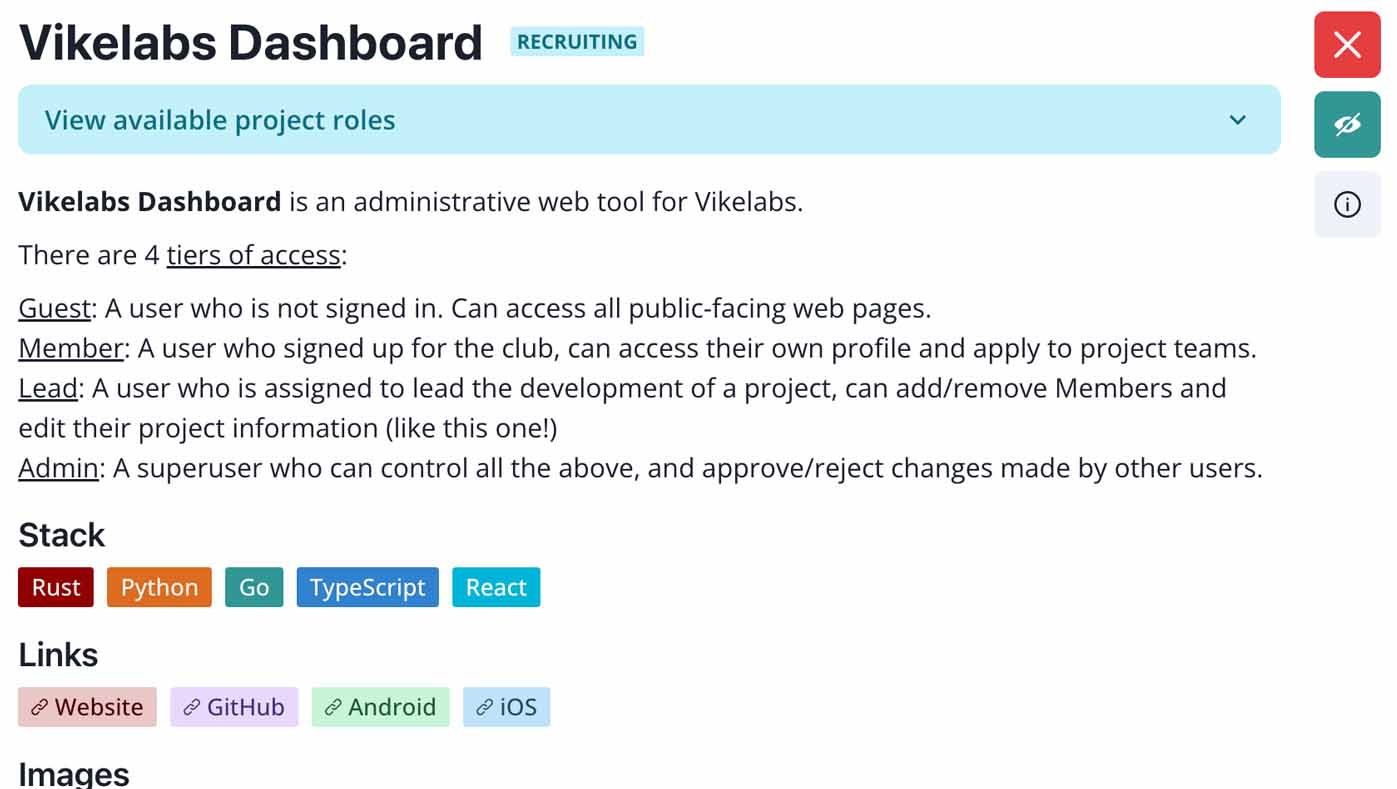 Vikelabs Dashboard RECRUITING
View available project roles
Vikelabs Dashboard is an administrative web tool for Vikelabs.
There are 4 tiers of access:
Guest: A user who is not signed in. Can access all public-facing web pages.
Member: A user who signed up for the club, can access their own profile and apply to project teams.
Lead: A user who is assigned to lead the development of a project, can add/remove Members and
edit their project information (like this one!)
Admin: A superuser who can control all the above, and approve/reject changes made by other users.
Stack
Rust Python Go TypeScript React
Links
Website GitHub Android iOS
Images